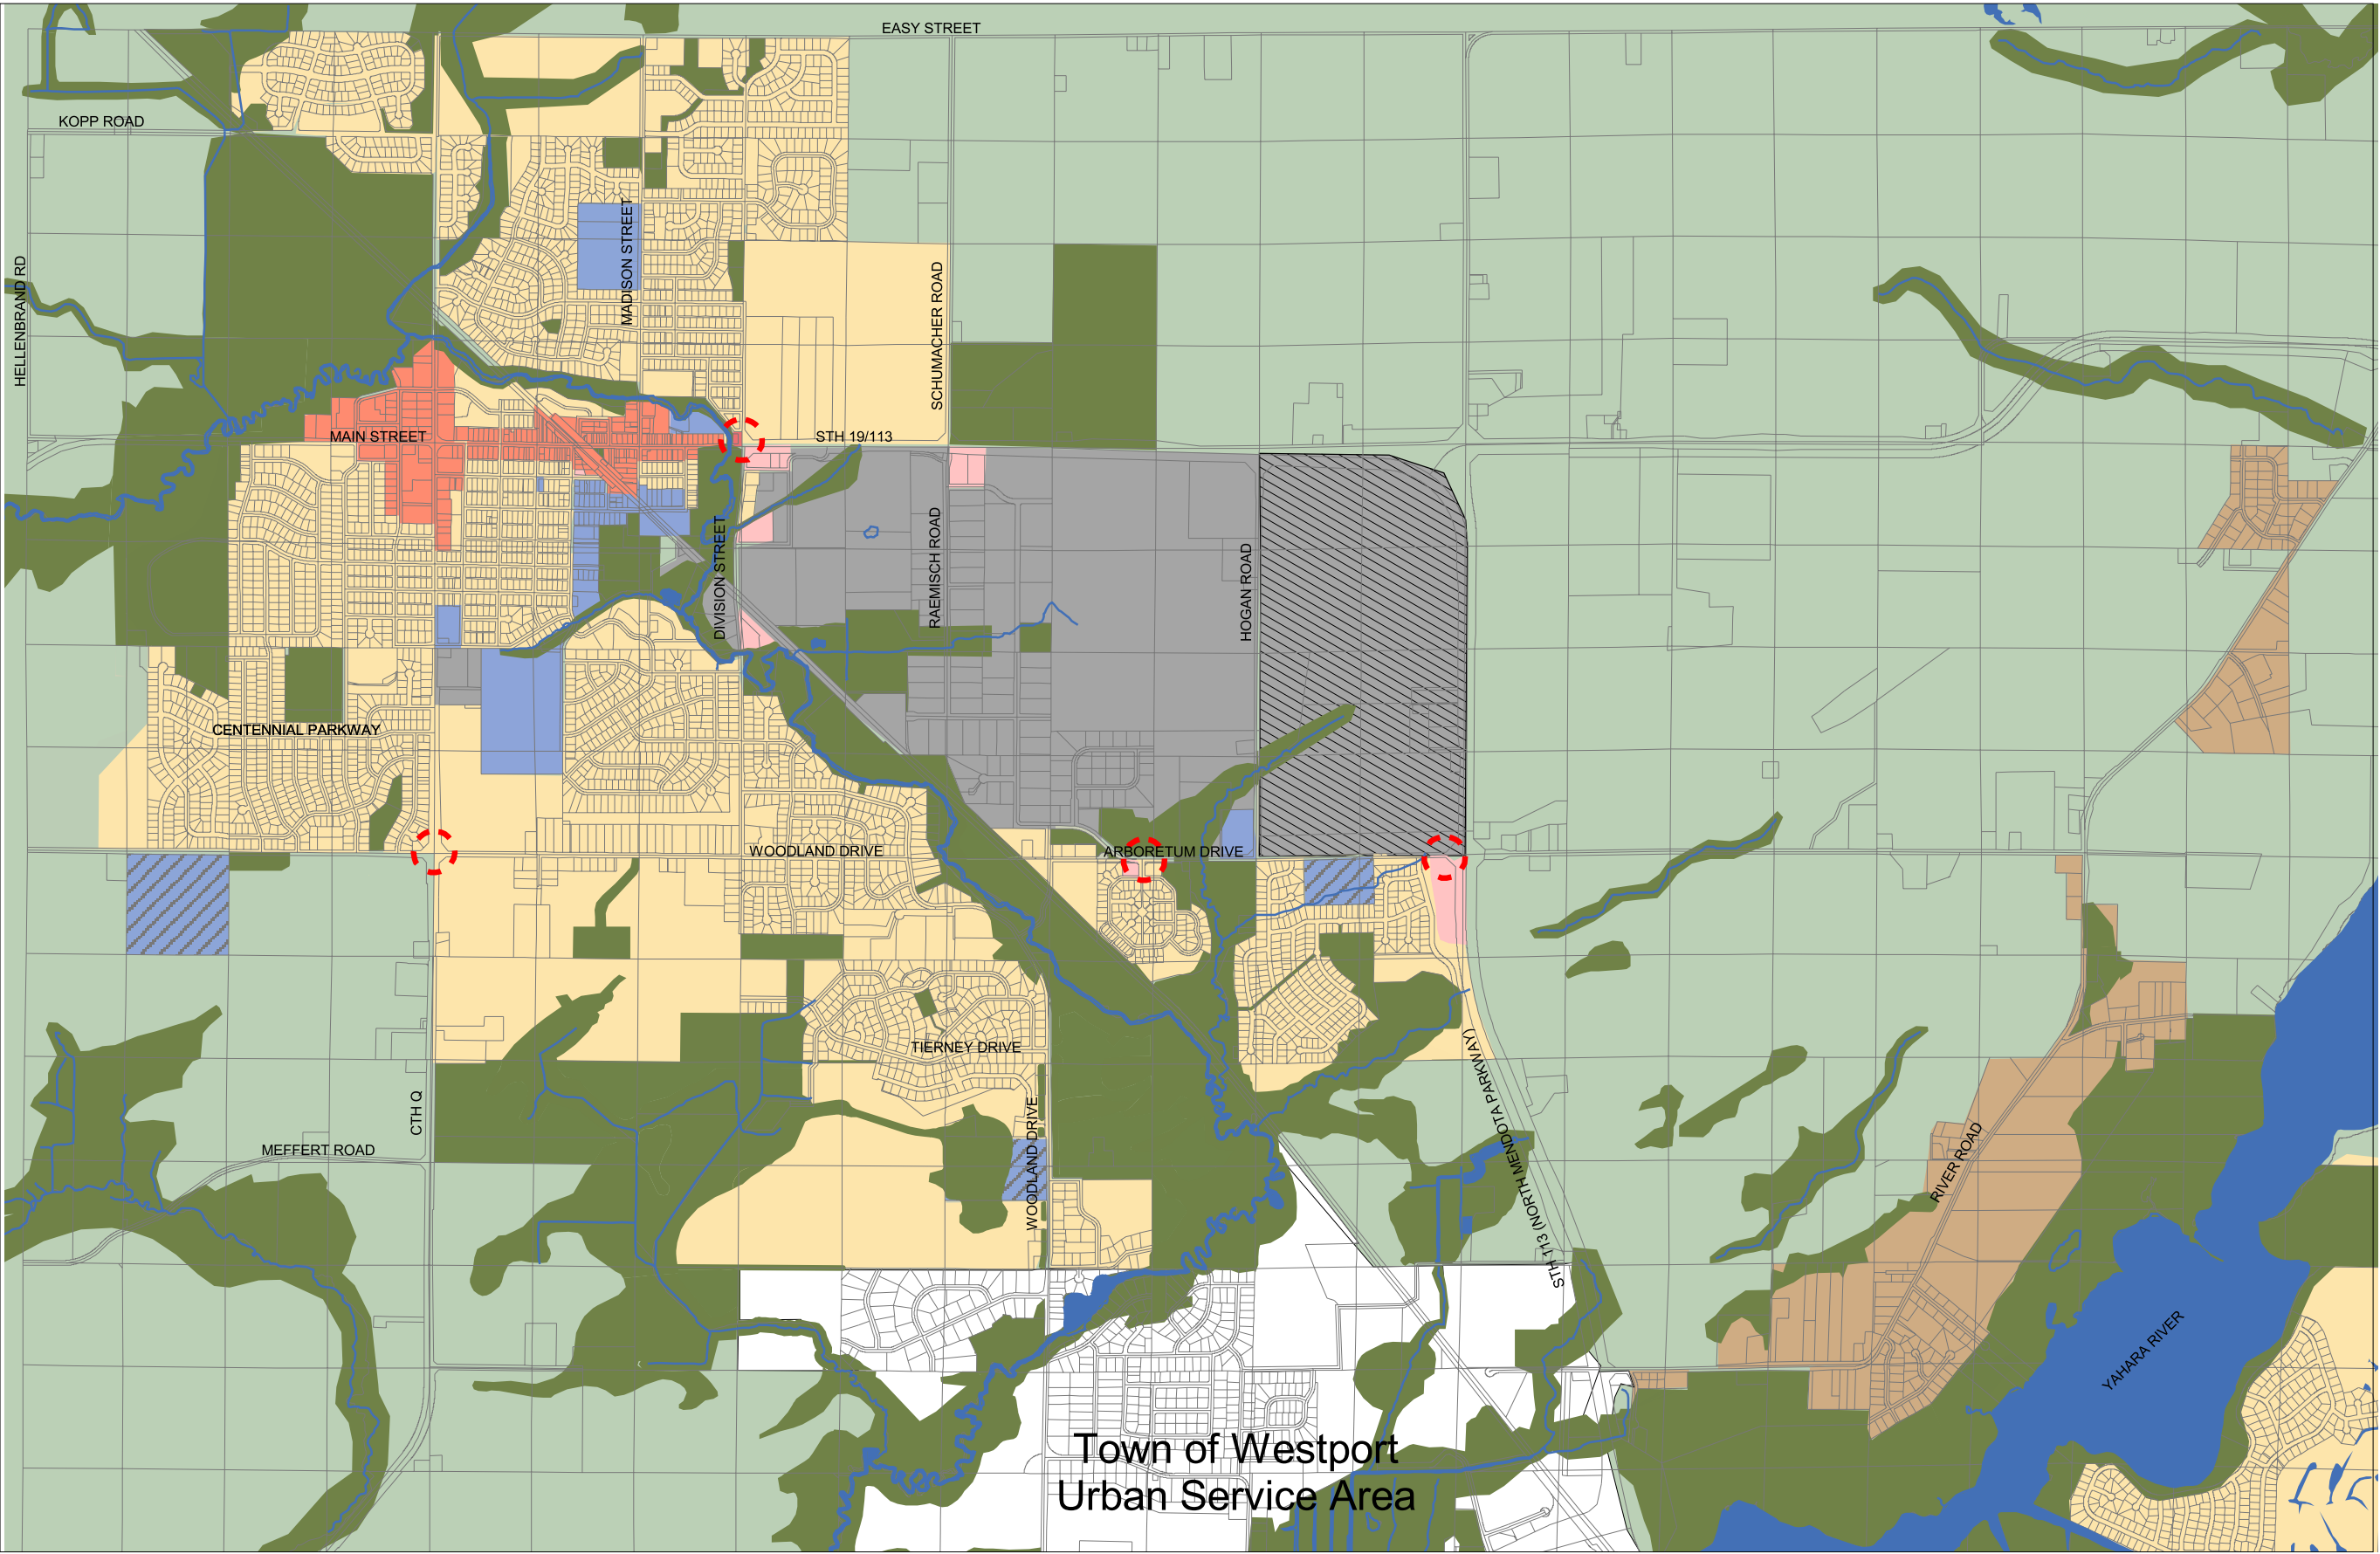 EASY STREET
KOPP ROAD
HELLENBRAND RD
MADISON STREET
SCHUMACHER ROAD
MAIN STREET
STH 19/113
DIVISION STREET
RAEMISCH ROAD
HOGAN ROAD
CENTENNIAL PARKWAY
WOODLAND DRIVE
ARBORETUM DRIVE
TIERNEY DRIVE
CTH Q
MEFFERT ROAD
WOODLAND DRIVE
STH 113 (NORTH MENDOTA PARKWAY)
RIVER ROAD
YAHARA RIVER
Town of Westport
Urban Service Area